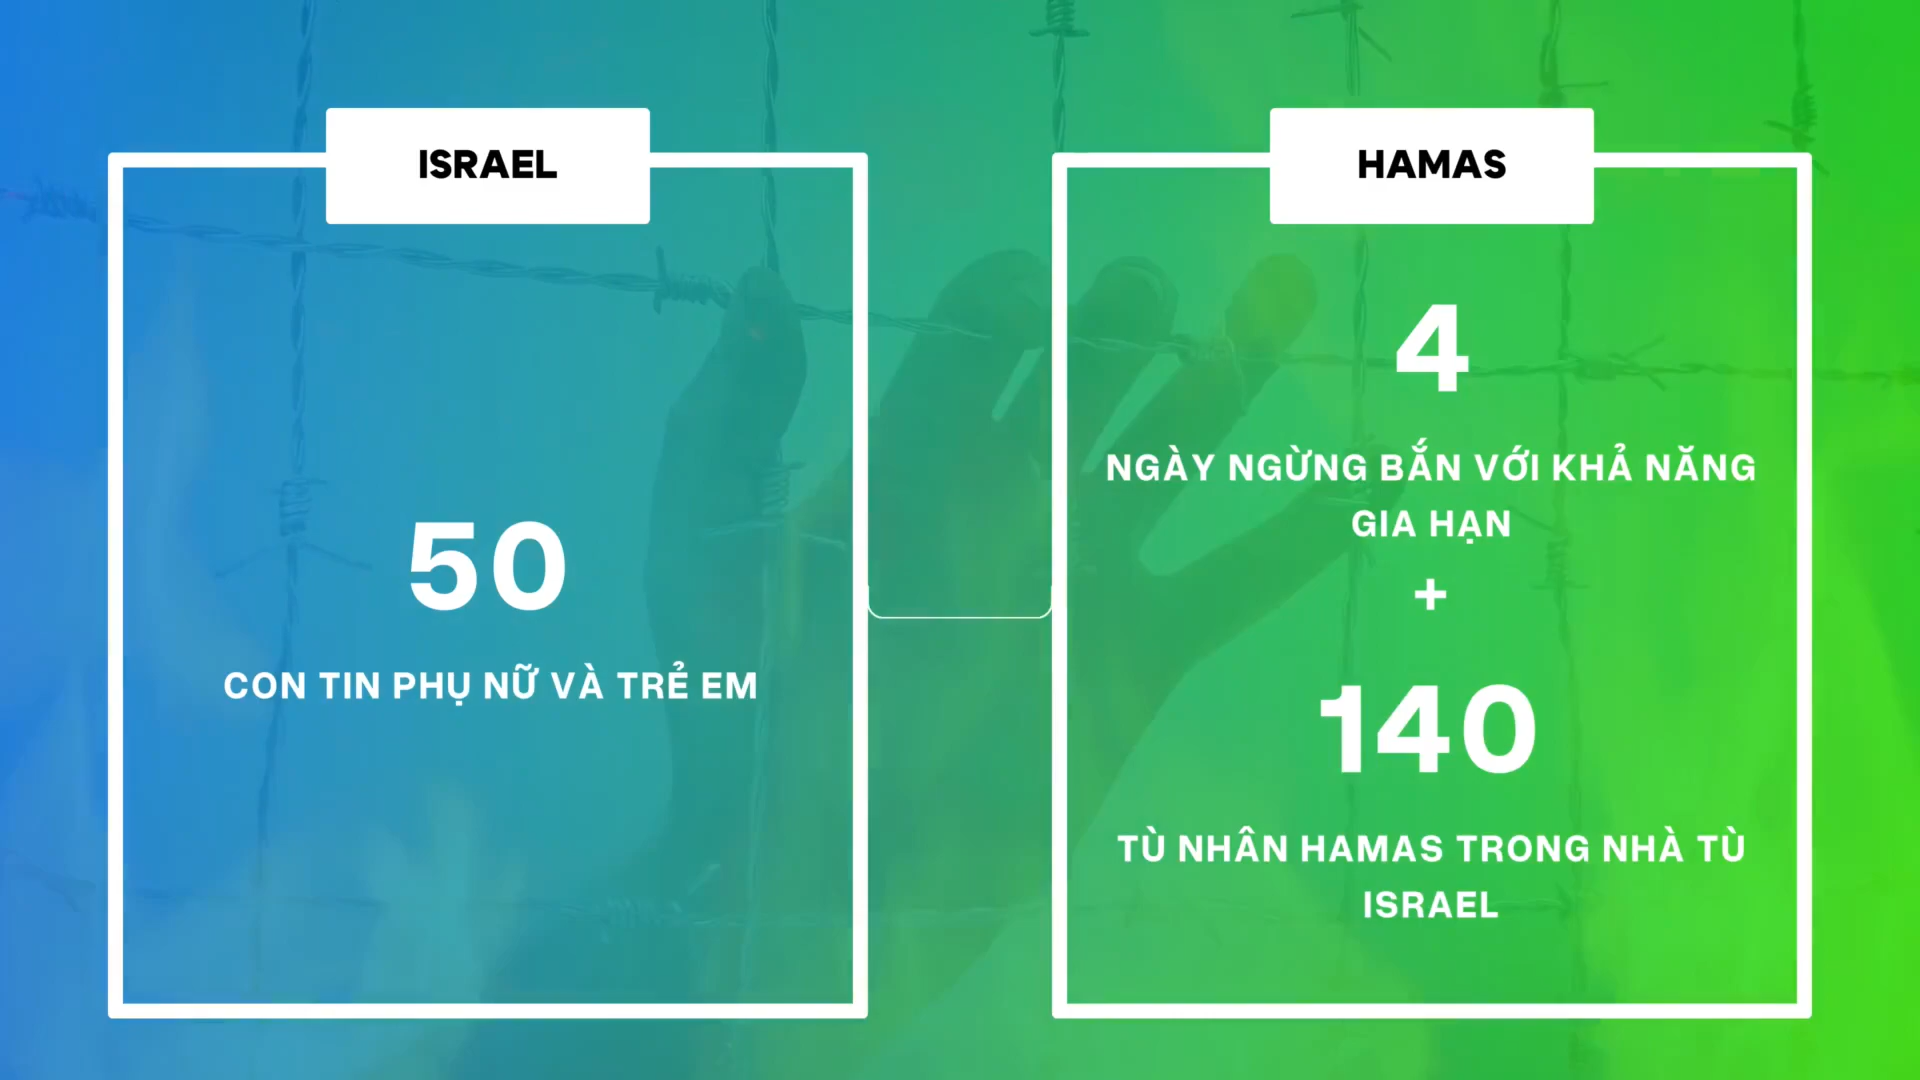 ISRAEL
50
CON TIN PHỤ NỮ VÀ TRẺ EM
HAMAS
4
NGÀY NGỪNG BẮN VỚI KHẢ NĂNG
GIA HẠN
+
140
TÙ NHÂN HAMAS TRONG NHÀ TÙ
ISRAEL